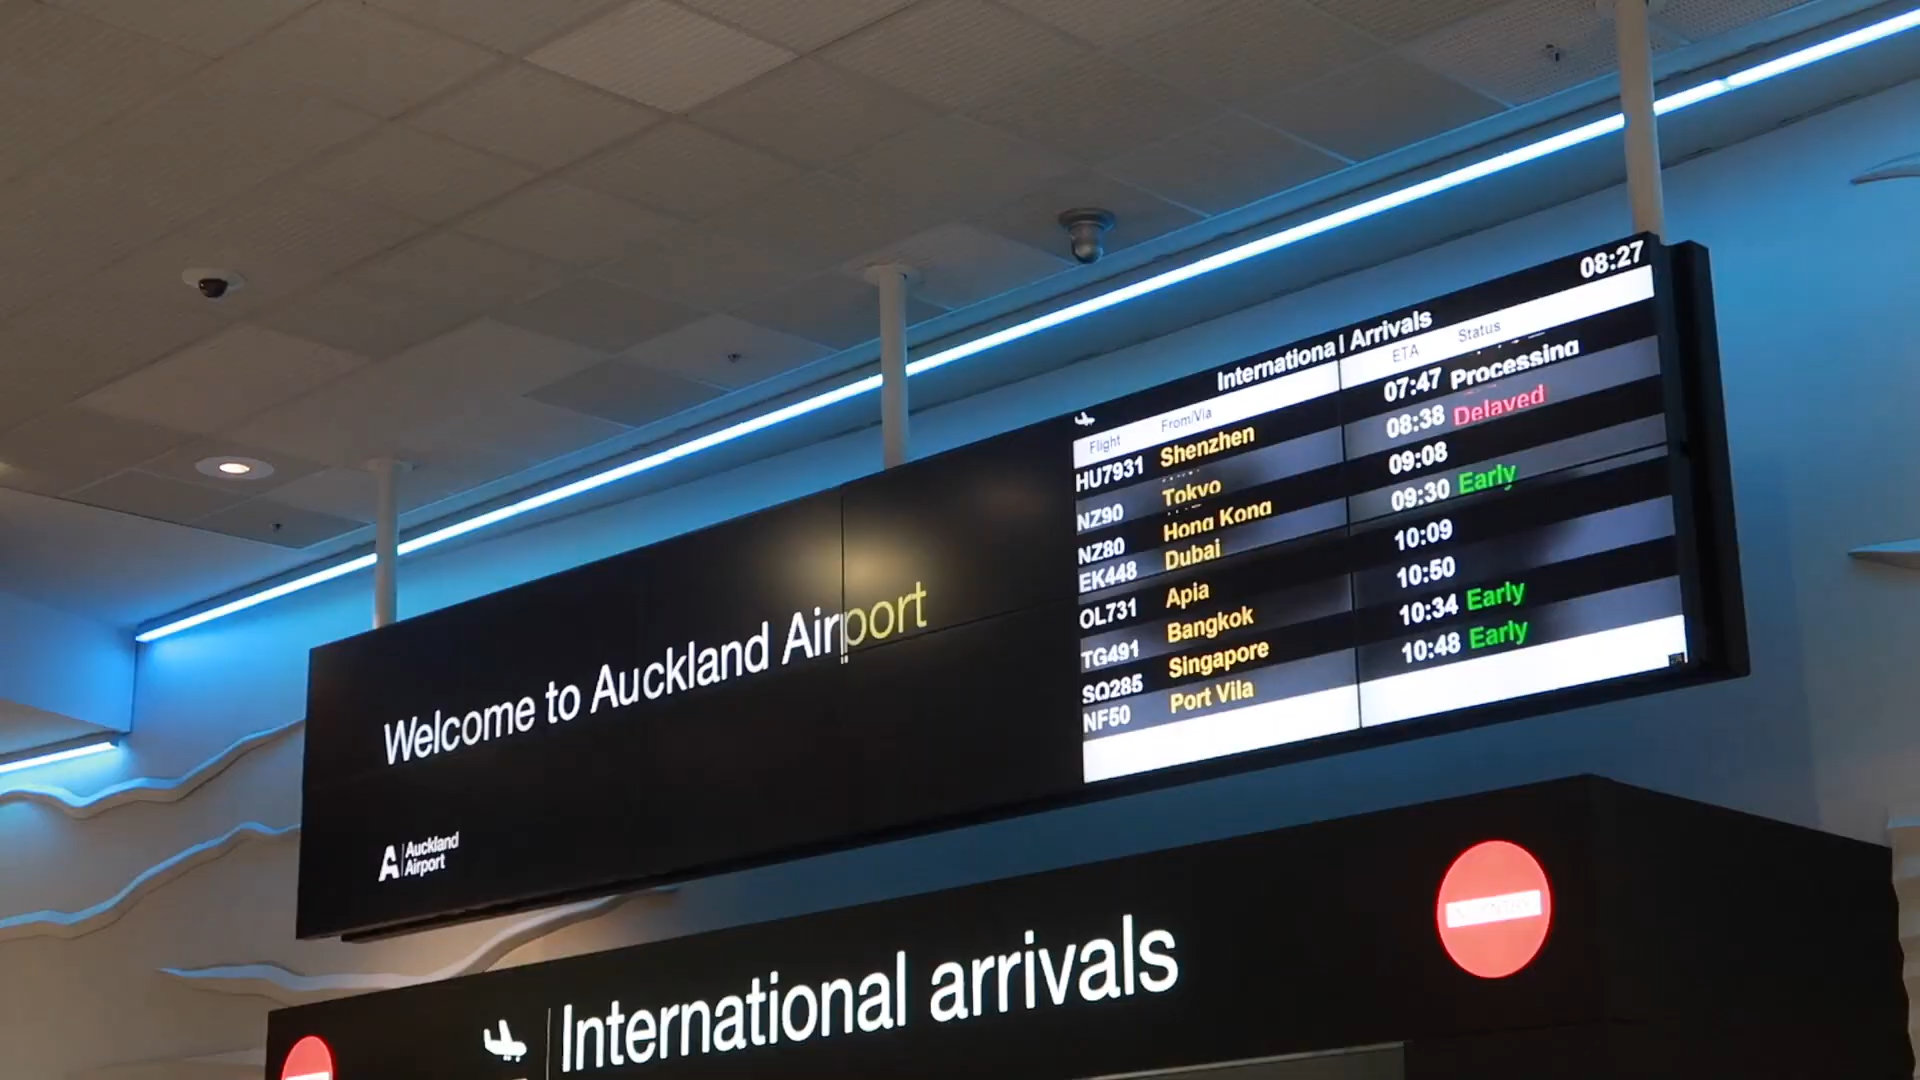 08:27
International Arrivals
Flight From/Via ETA Status
HU7931 Shenzhen 07:47 Processing
NZ90 Tokyo 08:38 Delayed
NZ80 Hong Kong 09:08
EK448 Dubai 09:30 Early
OL731 Apia 10:09
TG491 Bangkok 10:50
SQ285 Singapore 10:34 Early
NF50 Port Vila 10:48 Early
Welcome to Auckland Airport
Auckland
Airport
International arrivals